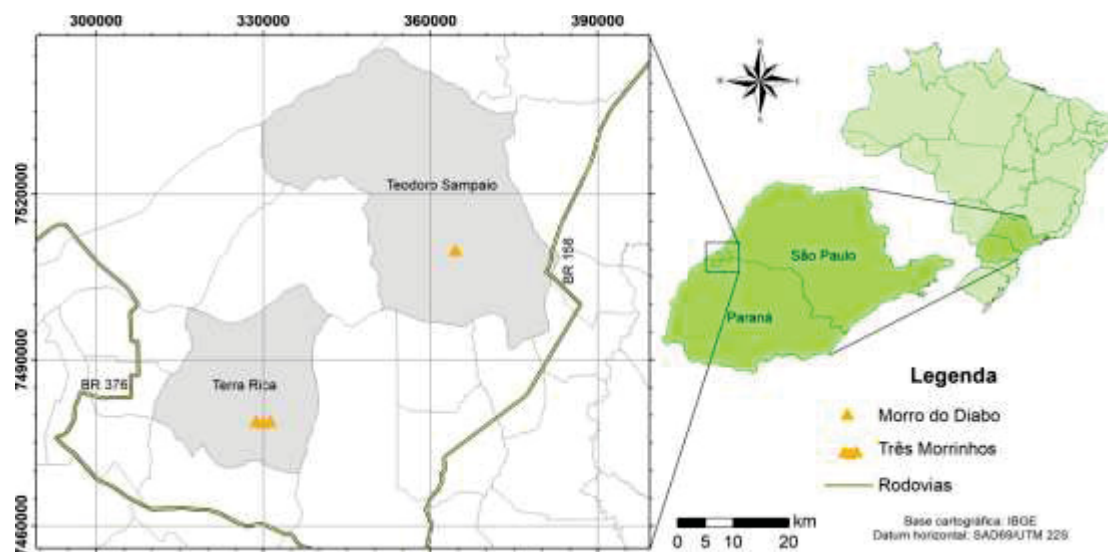 300000 330000 360000 390000
7520000
7490000
7460000
Teodoro Sampaio
BR 158
Terra Rica
BR 376
São Paulo
Paraná
Legenda
Morro do Diabo
Três Morrinhos
Rodovias
km
0 5 10 20
Base cartográfica: IBGE
Datum horizontal: SAD69/UTM 22S